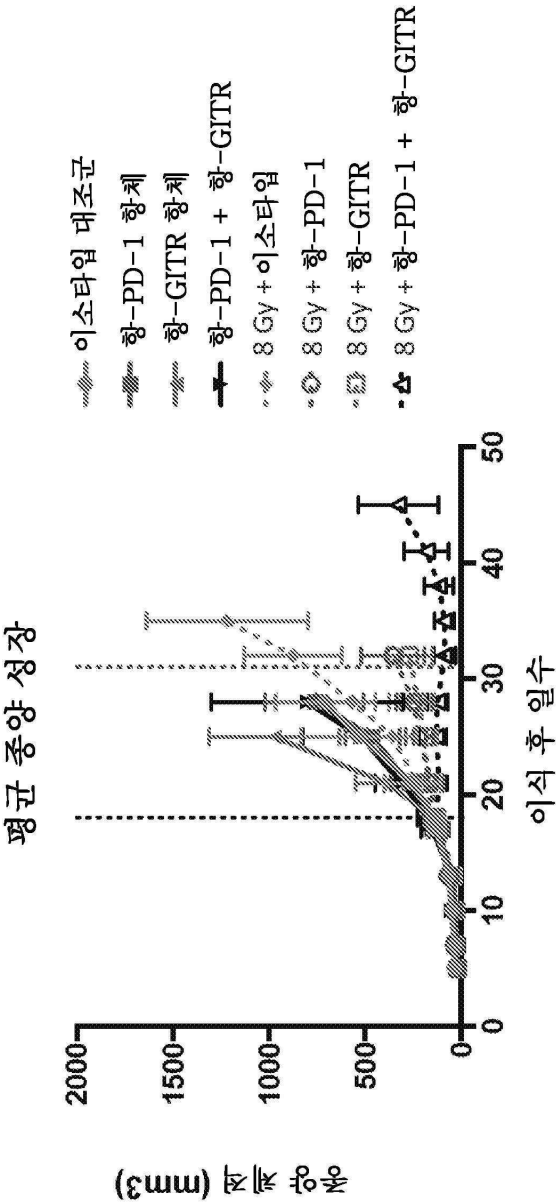 평균 종양 성장
종양 체적 (mm3)
2000
1500
1000
500
0
0
10
20
30
40
50
이식 후 일수
이소타입 대조군
항-PD-1 항체
항-GITR 항체
항-PD-1 + 항-GITR
8 Gy + 이소타입
8 Gy + 항-PD-1
8 Gy + 항-GITR
8 Gy + 항-PD-1 + 항-GITR